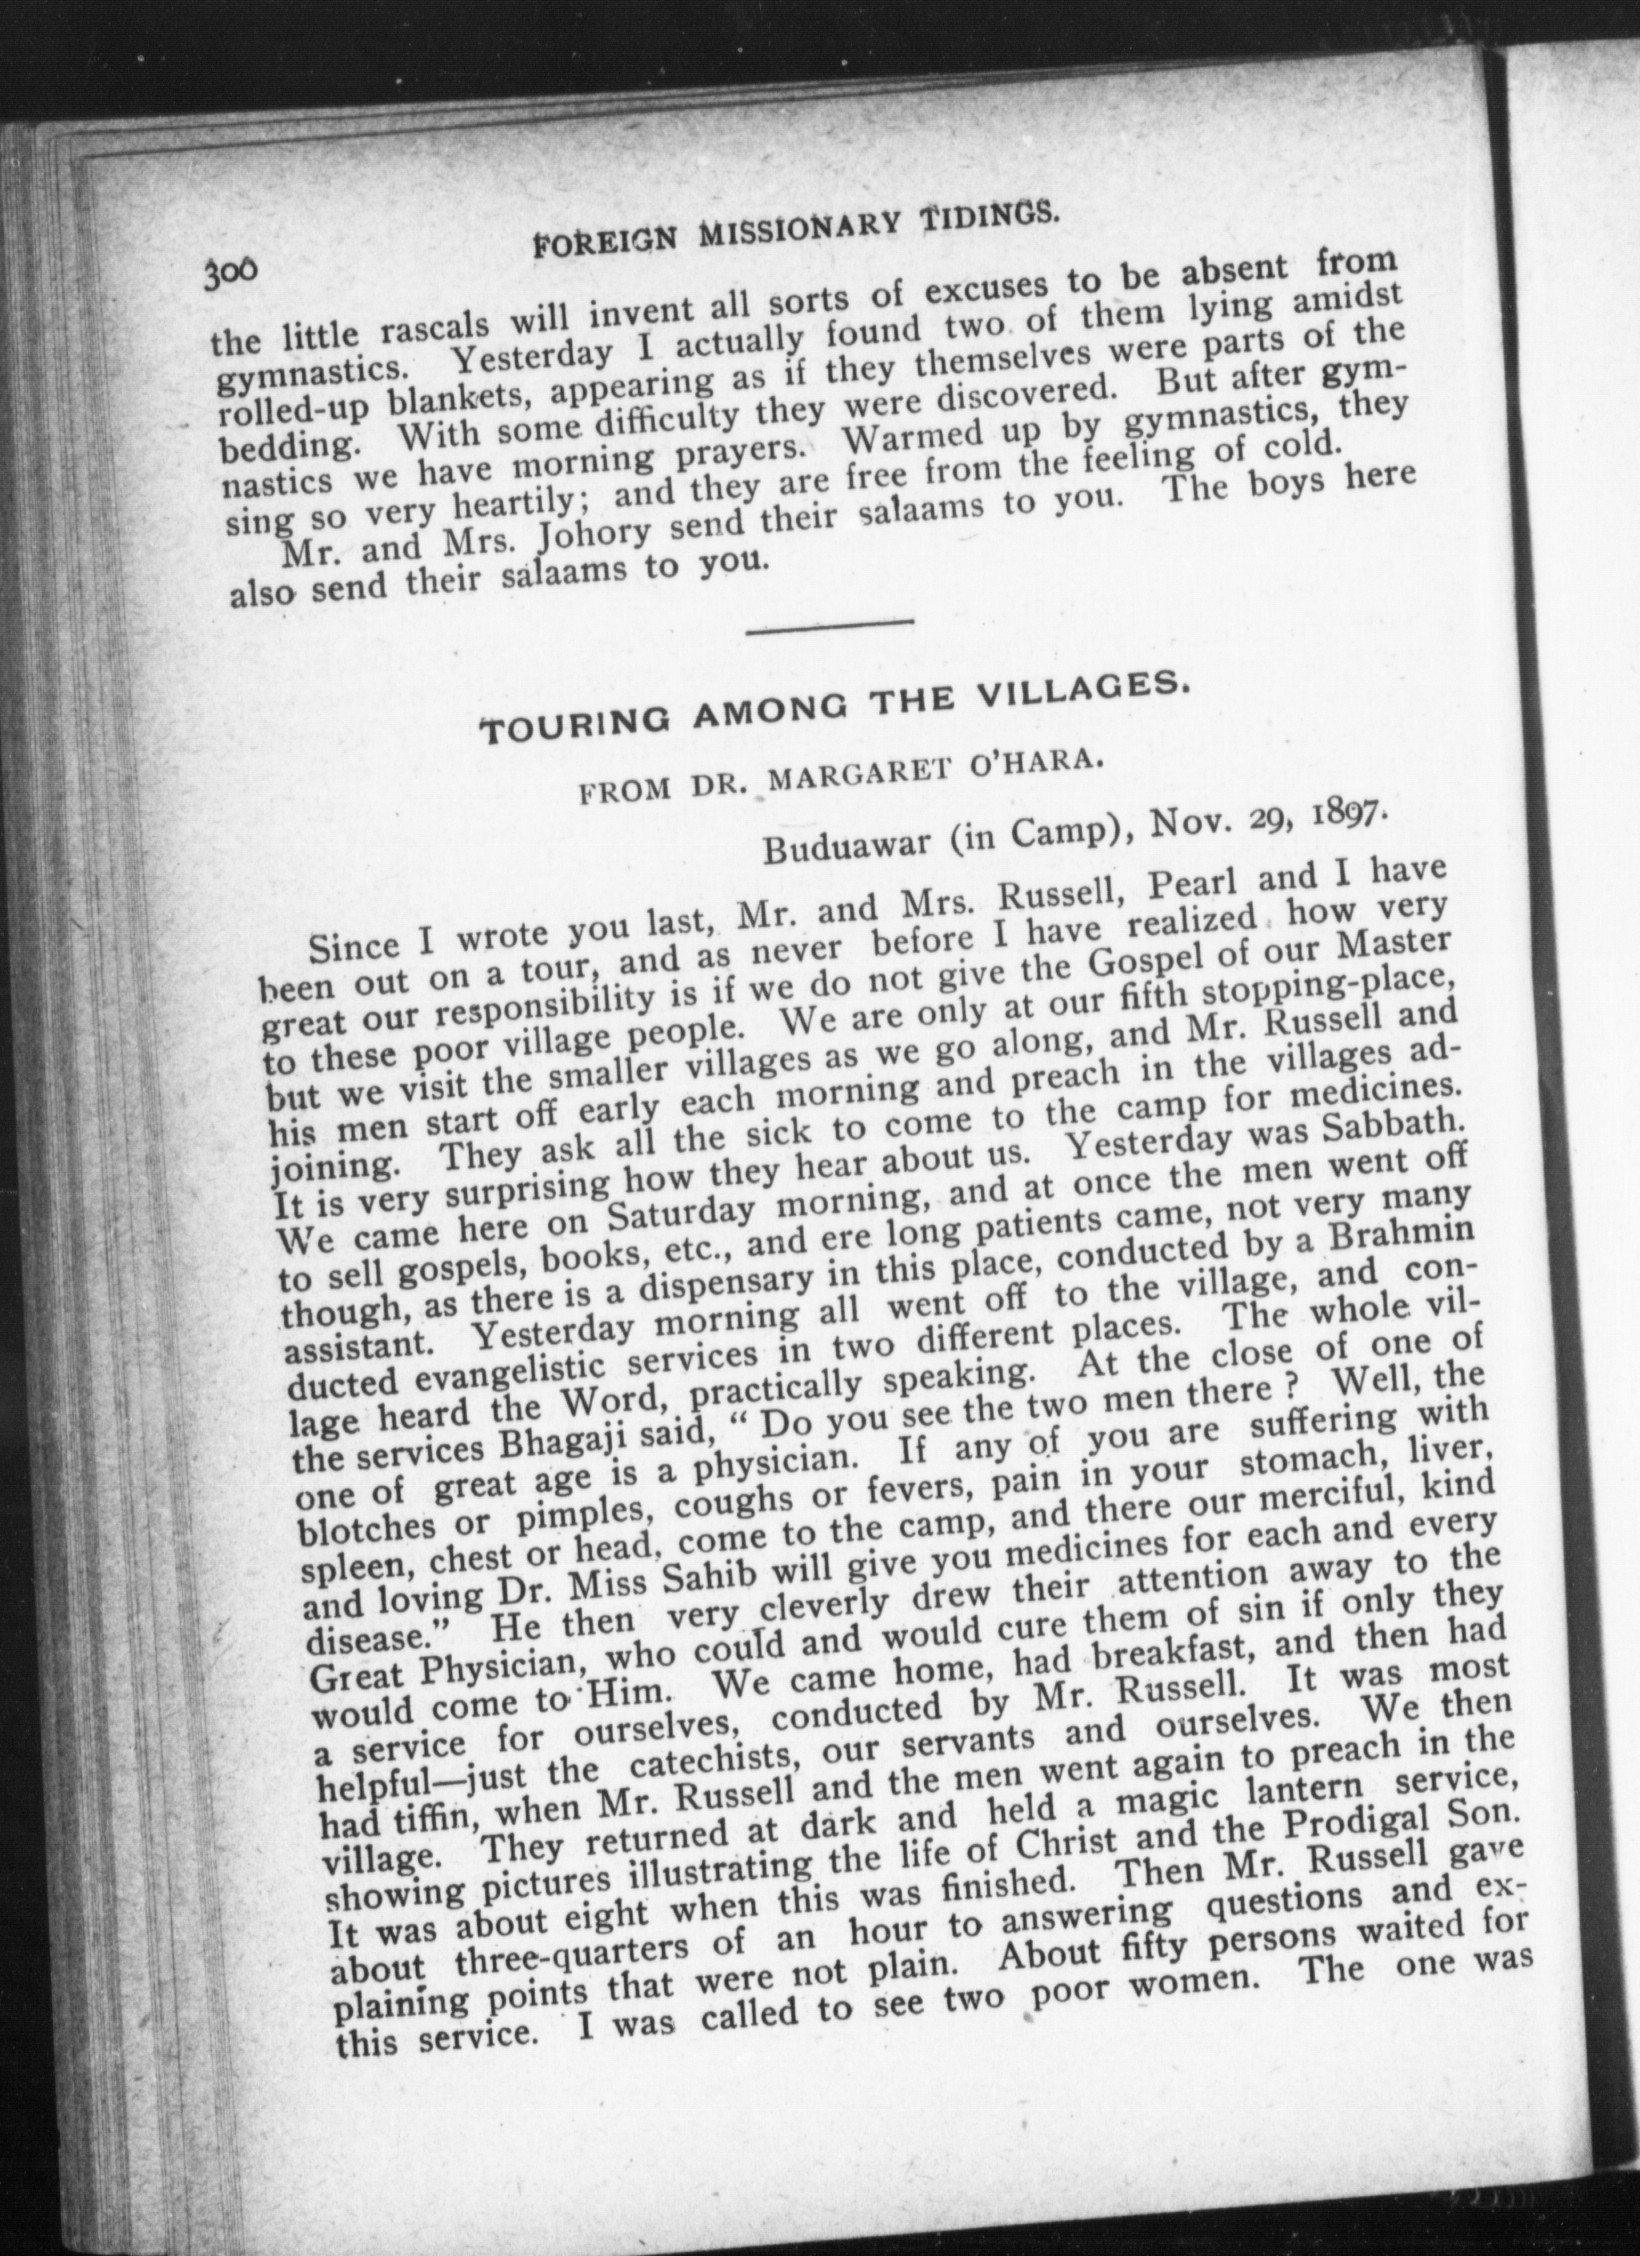 300
FOREIGN MISSIONARY TIDINGS.
the little rascals will invent all sorts of excuses to be absent from
gymnastics. Yesterday I actually found two of them lying amidst
rolled-up blankets, appearing as if they themselves were parts of the
bedding. With some difficulty they were discovered. But after gym-
nastics we have morning prayers. Warmed up by gymnastics, they
sing so very heartily; and they are free from the feeling of cold.
Mr. and Mrs. Johory send their salaams to you. The boys here
also send their salaams to you.
TOURING AMONG THE VILLAGES.
FROM DR. MARGARET O'HARA.
Buduawar (in Camp), Nov. 29, 1897.
Since I wrote you last, Mr. and Mrs. Russell, Pearl and I have
been out on a tour, and as never before I have realized how very
great our responsibility is if we do not give the Gospel of our Master
to these poor village people. We are only at our fifth stopping-place,
but we visit the smaller villages as we go along, and Mr. Russell and
his men start off early each morning and preach in the villages ad-
joining. They ask all the sick to come to the camp for medicines.
It is very surprising how they hear about us. Yesterday was Sabbath.
We came here on Saturday morning, and at once the men went off
to sell gospels, books, etc., and ere long patients came, not very many
though, as there is a dispensary in this place, conducted by a Brahmin
assistant. Yesterday morning all went off to the village, and con-
ducted evangelistic services in two different places. The whole vil-
lage heard the Word, practically speaking. At the close of one of
the services Bhagaji said, “Do you see the two men there? Well, the
one of great age is a physician. If any of you are suffering with
blotches or pimples, coughs or fevers, pain in your stomach, liver,
spleen, chest or head, come to the camp, and there our merciful, kind
and loving Dr. Miss Sahib will give you medicines for each and every
disease.” He then very cleverly drew their attention away to the
Great Physician, who could and would cure them of sin if only they
would come to Him. We came home, had breakfast, and then had
a service for ourselves, conducted by Mr. Russell. It was most
helpful—just the catechists, our servants and ourselves. We then
had tiffin, when Mr. Russell and the men went again to preach in the
village. They returned at dark and held a magic lantern service,
showing pictures illustrating the life of Christ and the Prodigal Son.
It was about eight when this was finished. Then Mr. Russell gave
about three-quarters of an hour to answering questions and ex-
plaining points that were not plain. About fifty persons waited for
this service. I was called to see two poor women. The one was